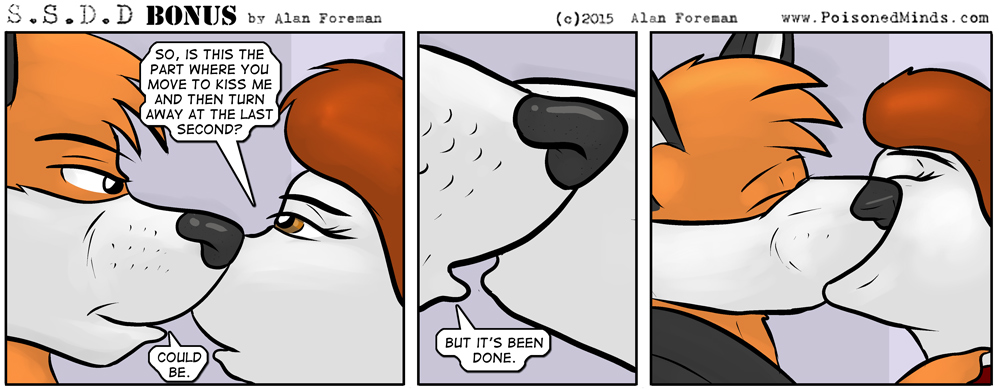 S.S.D.D BONUS by Alan Foreman (c)2015 Alan Foreman www.PoisonedMinds.com
SO, IS THIS THE
PART WHERE YOU
MOVE TO KISS ME
AND THEN TURN
AWAY AT THE LAST
SECOND?
COULD
BE.
BUT IT'S BEEN
DONE.